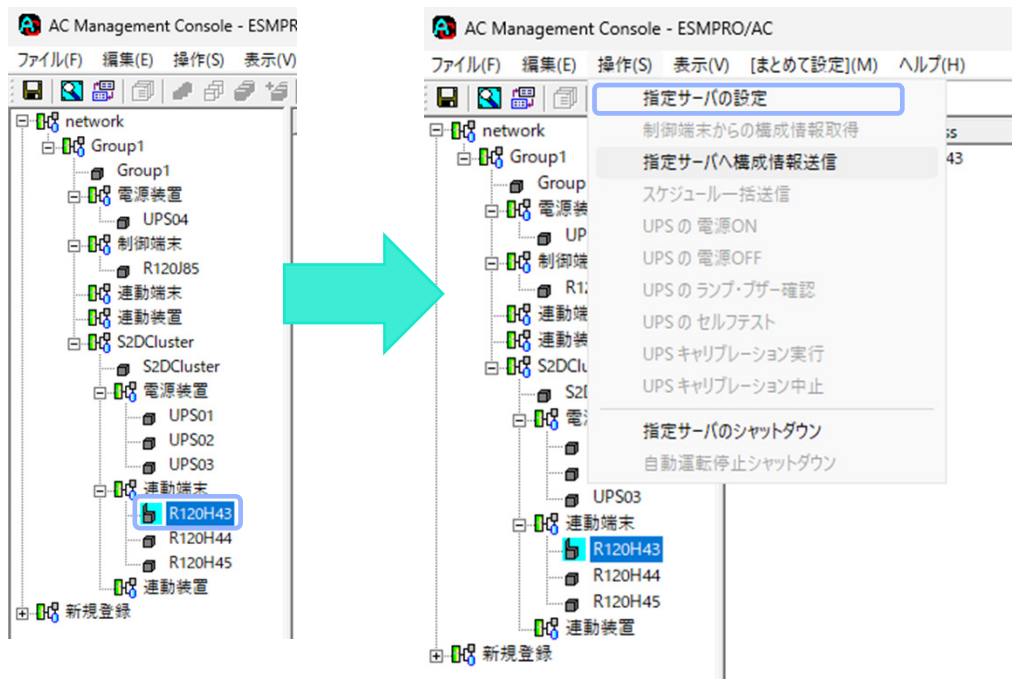 AC Management Console - ESMPR
ファイル(F) 編集(E) 操作(S) 表示(V)
network
Group1
Group1
電源装置
UPS04
制御端末
R120J85
連動端末
連動装置
S2DCluster
S2DCluster
電源装置
UPS01
UPS02
UPS03
連動端末
R120H43
R120H44
R120H45
連動装置
新規登録
AC Management Console - ESMPRO/AC
ファイル(F) 編集(E) 操作(S) 表示(V) [まとめて設定](M) ヘルプ(H)
指定サーバの設定
制御端末からの構成情報取得
指定サーバへ構成情報送信
スケジュール一括送信
UPS の 電源ON
UPS の 電源OFF
UPS の ランプ・ブザー確認
UPS の セルフテスト
UPS キャリブレーション実行
UPS キャリブレーション中止
指定サーバのシャットダウン
自動運転停止シャットダウン
ss
43
network
Group1
Group
電源装
UP
制御端
R12
連動端
連動装
S2DClu
S2D
電
UPS03
連動端末
R120H43
R120H44
R120H45
連動装置
新規登録